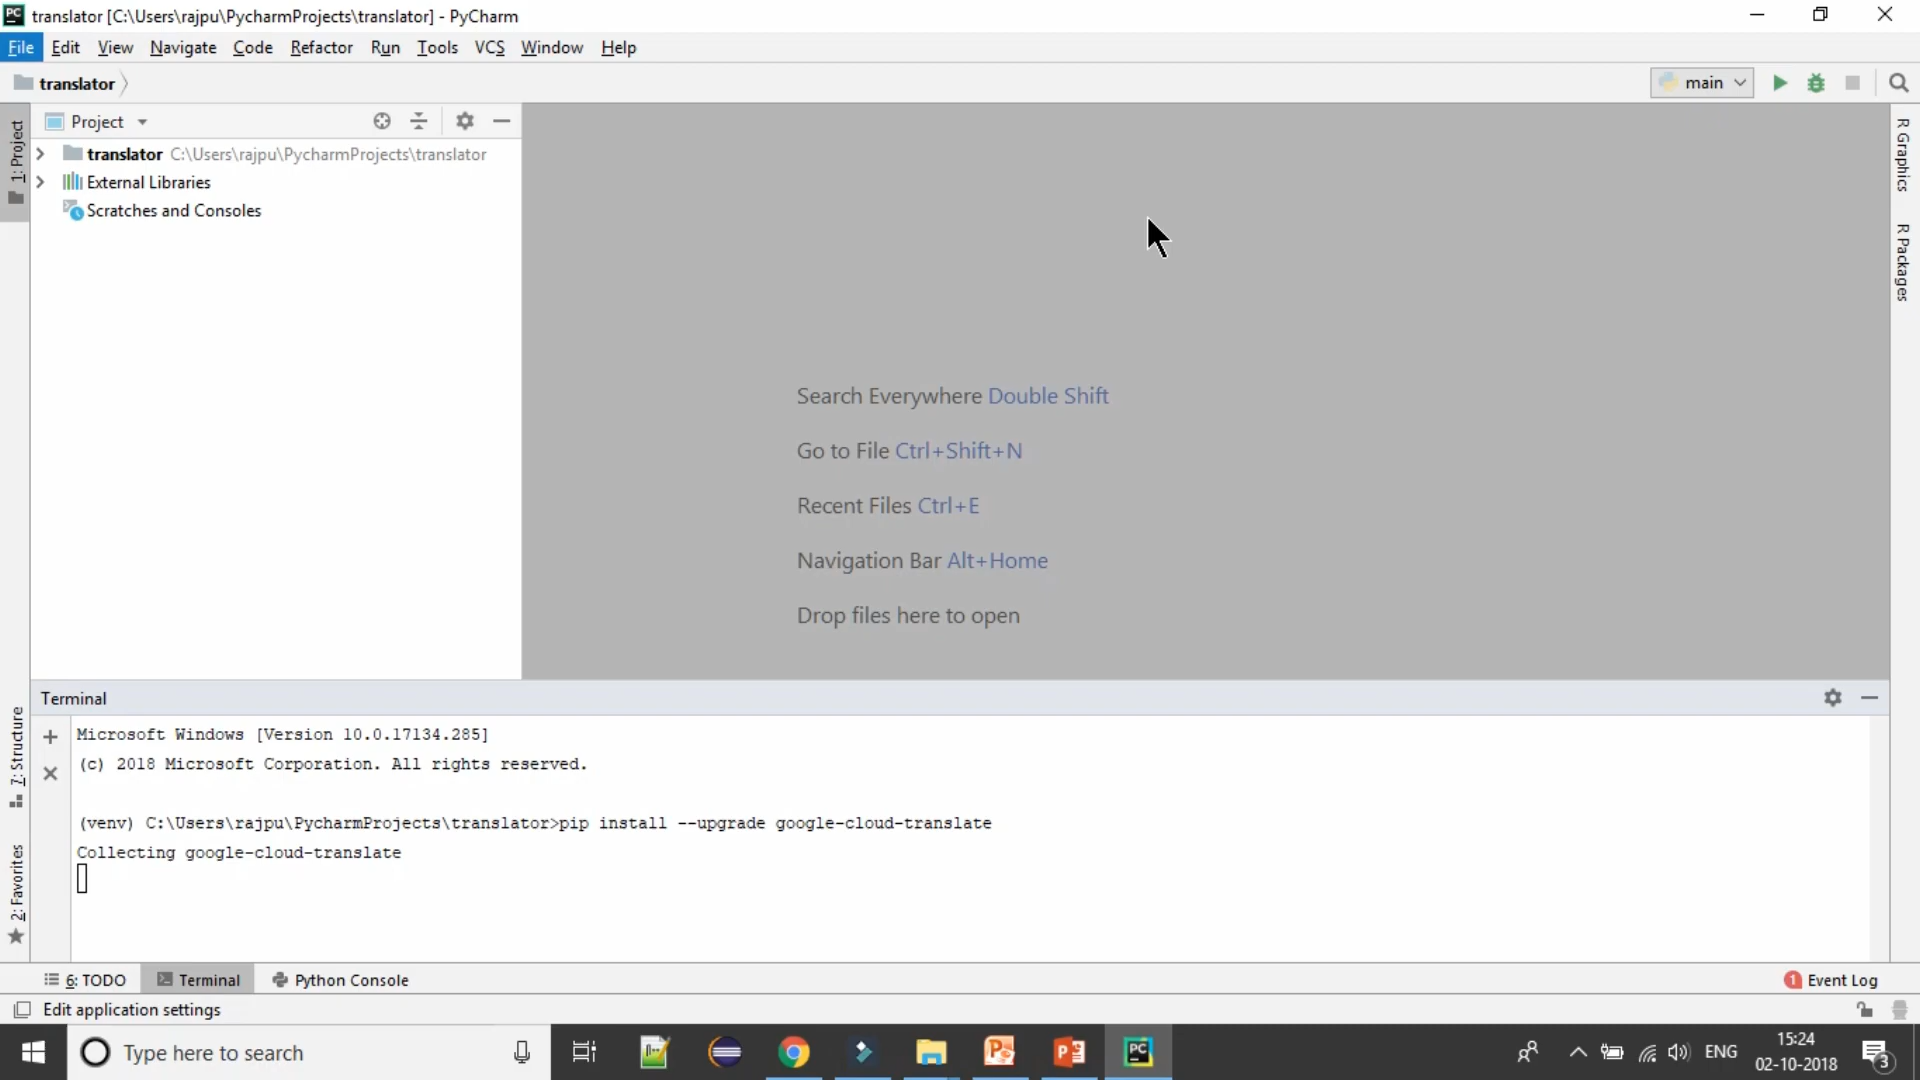 translator [C:\Users\rajpu\PycharmProjects\translator] - PyCharm
File Edit View Navigate Code Refactor Run Tools VCS Window Help
translator
main
Project
translator C:\Users\rajpu\PycharmProjects\translator
External Libraries
Scratches and Consoles
1: Project
7: Structure
2: Favorites
R Graphics
R Packages
Search Everywhere Double Shift
Go to File Ctrl+Shift+N
Recent Files Ctrl+E
Navigation Bar Alt+Home
Drop files here to open
Terminal
Microsoft Windows [Version 10.0.17134.285]
(c) 2018 Microsoft Corporation. All rights reserved.
(venv) C:\Users\rajpu\PycharmProjects\translator>pip install --upgrade google-cloud-translate
Collecting google-cloud-translate
6: TODO Terminal Python Console
1 Event Log
Edit application settings
Type here to search
ENG
15:24
02-10-2018
3